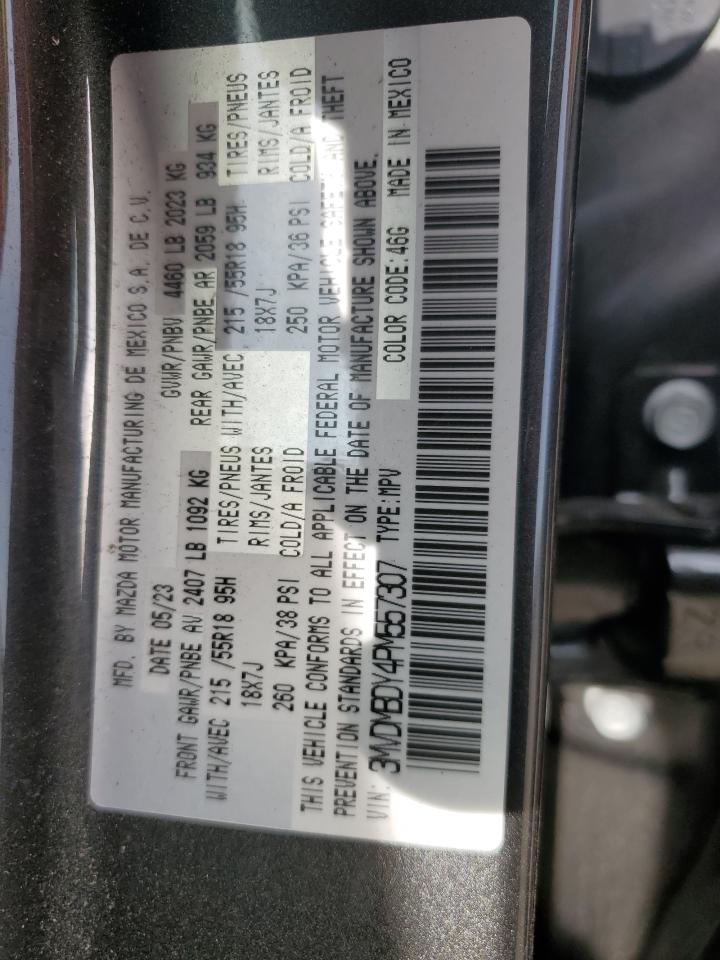 MFD. BY MAZDA MOTOR MANUFACTURING DE MEXICO S.A. DE C.V.
DATE 05/23 GVWR/PNBV 4460 LB 2023 KG
FRONT GAWR/PNBE AV 2407 LB 1092 KG REAR GAWR/PNBE AR 2059 LB 934 KG
WITH/AVEC 215 /55R18 95H TIRES/PNEUS WITH/AVEC 215 /55R18 95H TIRES/PNEUS
18X7J RIMS/JANTES 18X7J RIMS/JANTES
260 KPA/38 PSI COLD/A FROID 250 KPA/36 PSI COLD/A FROID
THIS VEHICLE CONFORMS TO ALL APPLICABLE FEDERAL MOTOR VEHICLE SAFETY AND THEFT
PREVENTION STANDARDS IN EFFECT ON THE DATE OF MANUFACTURE SHOWN ABOVE.
VIN: 3MVDMBDY4PM557307 TYPE:MPV COLOR CODE:46G MADE IN MEXICO